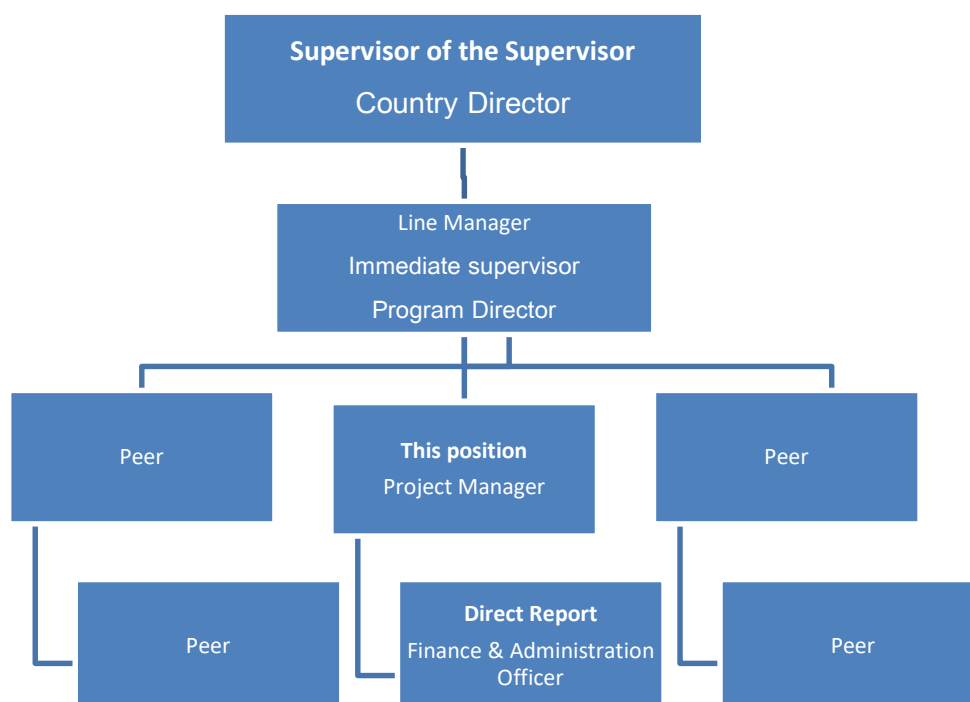 Supervisor of the Supervisor
Country Director
Line Manager
Immediate supervisor
Program Director
Peer
This position
Project Manager
Peer
Peer
Direct Report
Finance & Administration
Officer
Peer